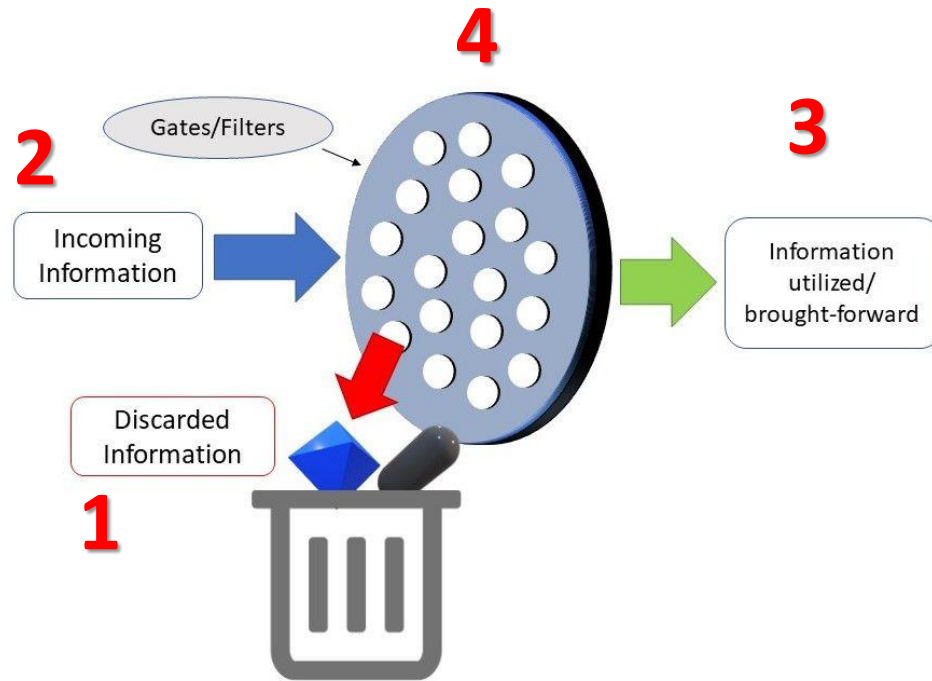 4
Gates/Filters
3
2
Incoming
Information
Information
utilized/
brought-forward
Discarded
Information
1